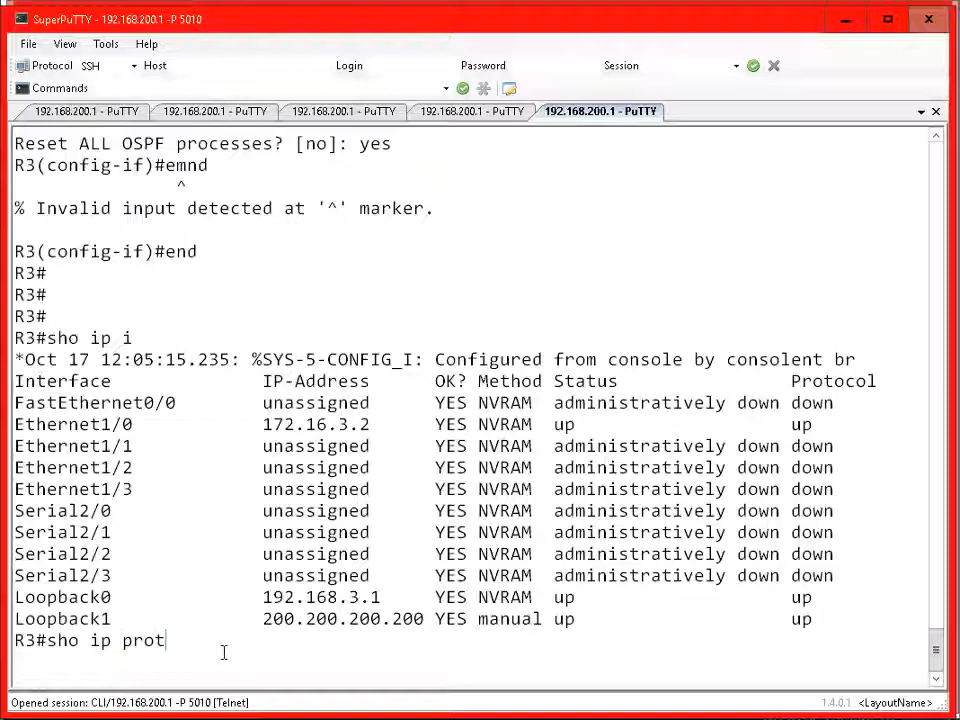 SuperPuTTY - 192.168.200.1 -P 5010
File View Tools Help
Protocol SSH Host Login Password Session
Commands
192.168.200.1 - PuTTY 192.168.200.1 - PuTTY 192.168.200.1 - PuTTY 192.168.200.1 - PuTTY 192.168.200.1 - PuTTY
Reset ALL OSPF processes? [no]: yes
R3(config-if)#emnd
^
% Invalid input detected at '^' marker.
R3(config-if)#end
R3#
R3#
R3#
R3#sho ip i
*Oct 17 12:05:15.235: %SYS-5-CONFIG_I: Configured from console by consolent br
Interface IP-Address OK? Method Status Protocol
FastEthernet0/0 unassigned YES NVRAM administratively down down
Ethernet1/0 172.16.3.2 YES NVRAM up up
Ethernet1/1 unassigned YES NVRAM administratively down down
Ethernet1/2 unassigned YES NVRAM administratively down down
Ethernet1/3 unassigned YES NVRAM administratively down down
Serial2/0 unassigned YES NVRAM administratively down down
Serial2/1 unassigned YES NVRAM administratively down down
Serial2/2 unassigned YES NVRAM administratively down down
Serial2/3 unassigned YES NVRAM administratively down down
Loopback0 192.168.3.1 YES NVRAM up up
Loopback1 200.200.200.200 YES manual up up
R3#sho ip prot
Opened session: CLI/192.168.200.1 -P 5010 [Telnet] 1.4.0.1 <LayoutName>